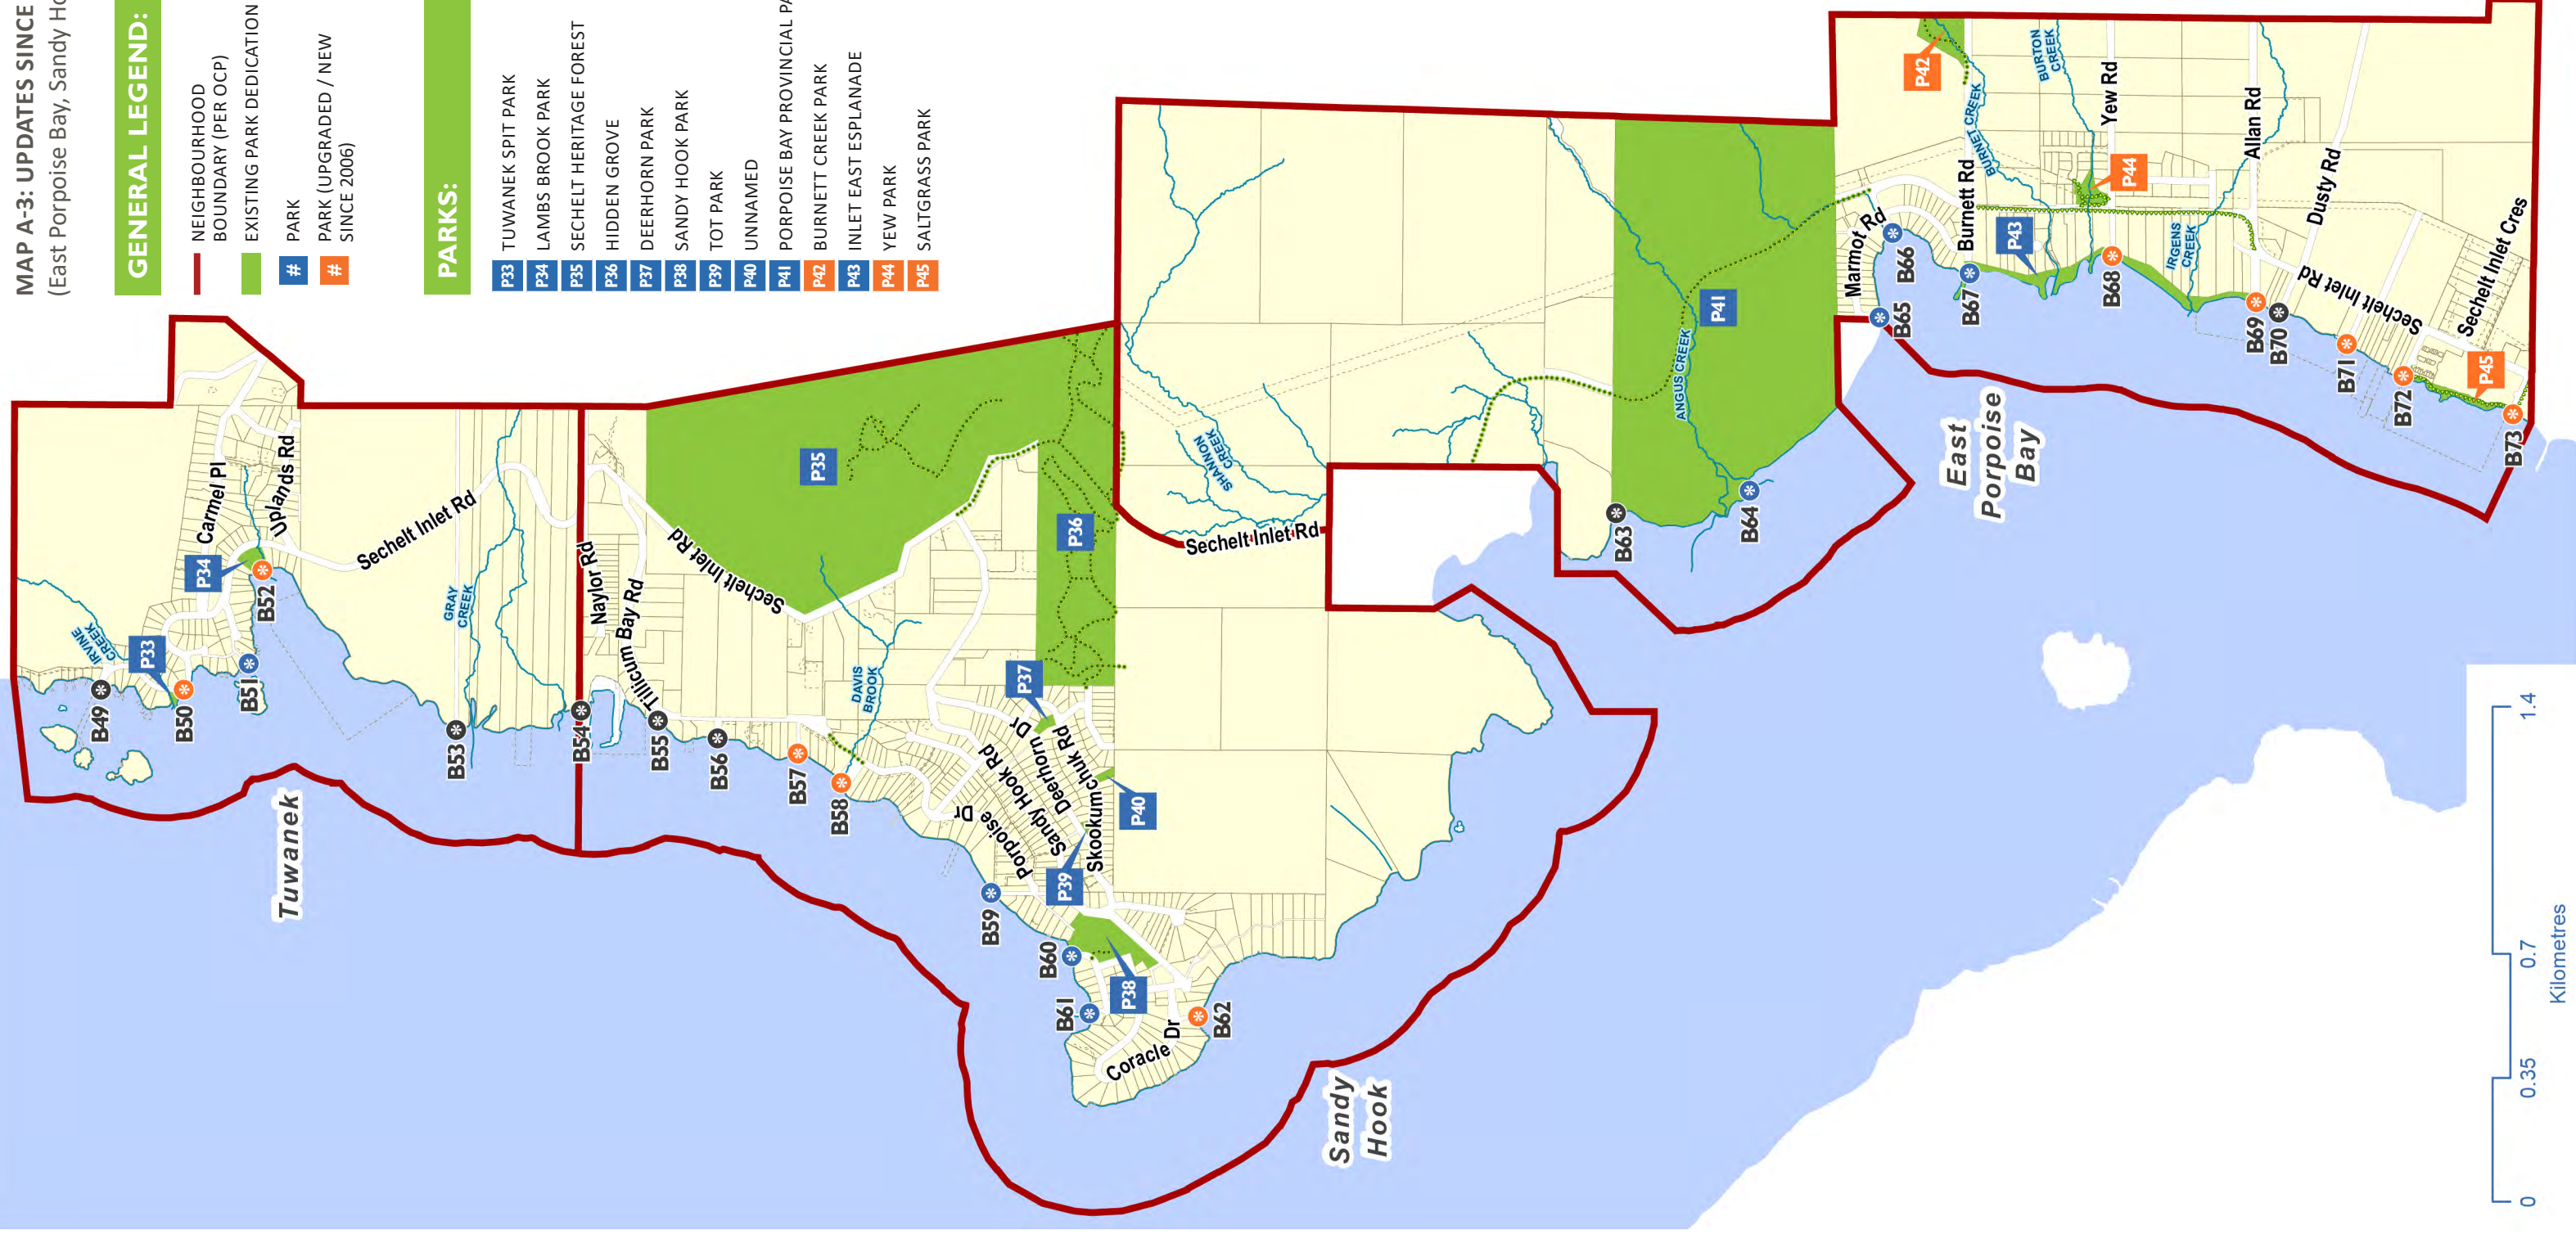 MAP A-3: UPDATES SINCE
(East Porpoise Bay, Sandy Ho
GENERAL LEGEND:
NEIGHBOURHOOD
BOUNDARY (PER OCP)
EXISTING PARK DEDICATION
# PARK
# PARK (UPGRADED / NEW
SINCE 2006)
PARKS:
P33 TUWANEK SPIT PARK
P34 LAMBS BROOK PARK
P35 SECHELT HERITAGE FOREST
P36 HIDDEN GROVE
P37 DEERHORN PARK
P38 SANDY HOOK PARK
P39 TOT PARK
P40 UNNAMED
P41 PORPOISE BAY PROVINCIAL PA
P42 BURNETT CREEK PARK
P43 INLET EAST ESPLANADE
P44 YEW PARK
P45 SALTGRASS PARK
Tuwanek
IRVINE
CREEK
P33
P34
Carmel Pl
Uplands Rd
Sechelt Inlet Rd
GRAY
CREEK
B49
B50
B51
B52
B53
B54
Naylor Rd
Tillicum Bay Rd
Sechelt Inlet Rd
P35
P36
B55
B56
B57
B58
DAVIS
BROOK
P37
Porpoise Dr
Sandy Hook Rd
Deerhorn Dr
Skookumchuk Rd
P39
P40
B59
B60
B61
P38
Coracle Dr
B62
Sandy
Hook
SHANNON
CREEK
Sechelt Inlet Rd
B63
B64
ANGUS CREEK
P41
Marmot Rd
B65
B66
B67
Burnett Rd
P42
BURNET CREEK
BURTON
CREEK
Yew Rd
P43
P44
B68
IRGENS
CREEK
Allan Rd
B69
B70
Dusty Rd
Sechelt Inlet Rd
B71
B72
Sechelt Inlet Cres
P45
B73
East
Porpoise
Bay
0 0.35 0.7 1.4
Kilometres